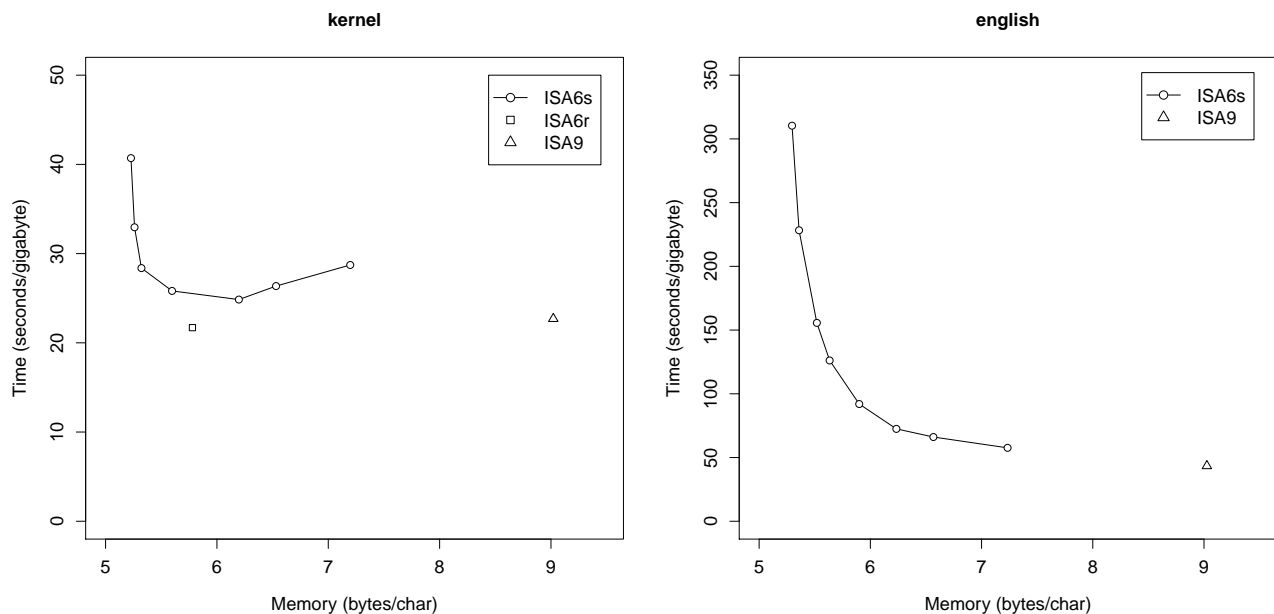 kernel
Time (seconds/gigabyte)
50
40
30
20
10
0
ISA6s
ISA6r
ISA9
5 6 7 8 9
Memory (bytes/char)
english
Time (seconds/gigabyte)
350
300
250
200
150
100
50
0
ISA6s
ISA9
5 6 7 8 9
Memory (bytes/char)